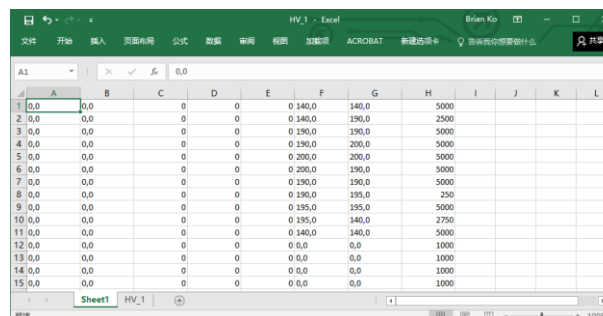 HV_1 - Excel Brian Ko
文件 开始 插入 页面布局 公式 数据 审阅 视图 加载项 ACROBAT 新建选项卡 告诉我你想要做什么 共享
A1 fx 0,0
A B C D E F G H I J K L
1 0,0 0,0 0 0 0 140,0 140,0 5000
2 0,0 0,0 0 0 0 140,0 190,0 2500
3 0,0 0,0 0 0 0 190,0 190,0 5000
4 0,0 0,0 0 0 0 190,0 200,0 5000
5 0,0 0,0 0 0 0 200,0 200,0 5000
6 0,0 0,0 0 0 0 200,0 190,0 5000
7 0,0 0,0 0 0 0 190,0 190,0 5000
8 0,0 0,0 0 0 0 190,0 195,0 250
9 0,0 0,0 0 0 0 195,0 195,0 5000
10 0,0 0,0 0 0 0 195,0 140,0 2750
11 0,0 0,0 0 0 0 140,0 140,0 5000
12 0,0 0,0 0 0 0 0,0 0,0 1000
13 0,0 0,0 0 0 0 0,0 0,0 1000
14 0,0 0,0 0 0 0 0,0 0,0 1000
15 0,0 0,0 0 0 0 0,0 0,0 1000
Sheet1 HV_1